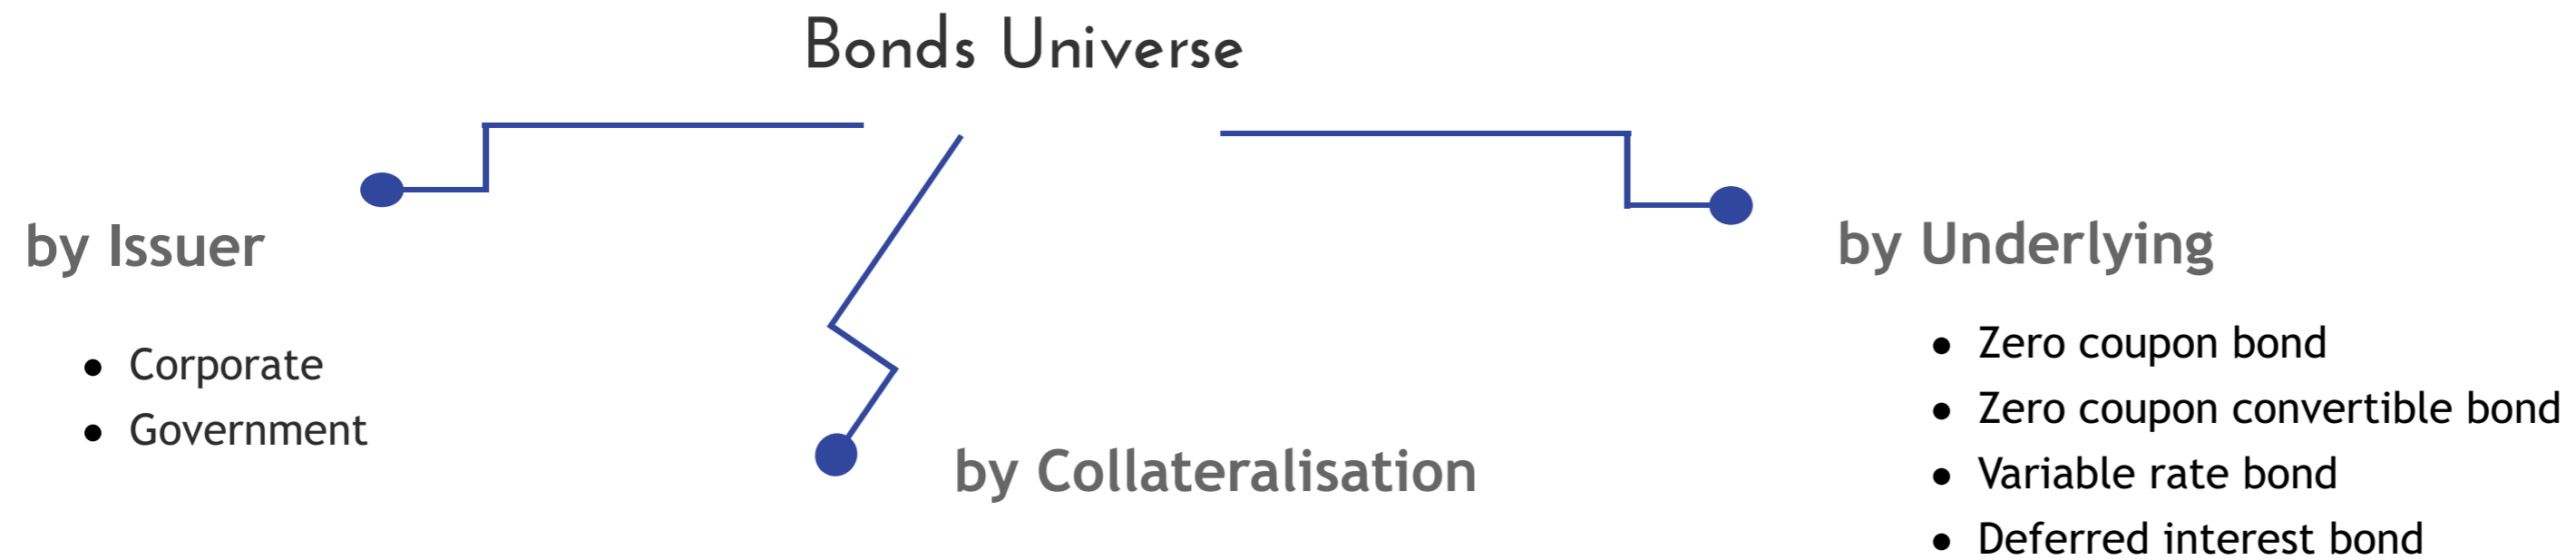 Bonds Universe
by Issuer
• Corporate
• Government
by Collateralisation
by Underlying
• Zero coupon bond
• Zero coupon convertible bond
• Variable rate bond
• Deferred interest bond